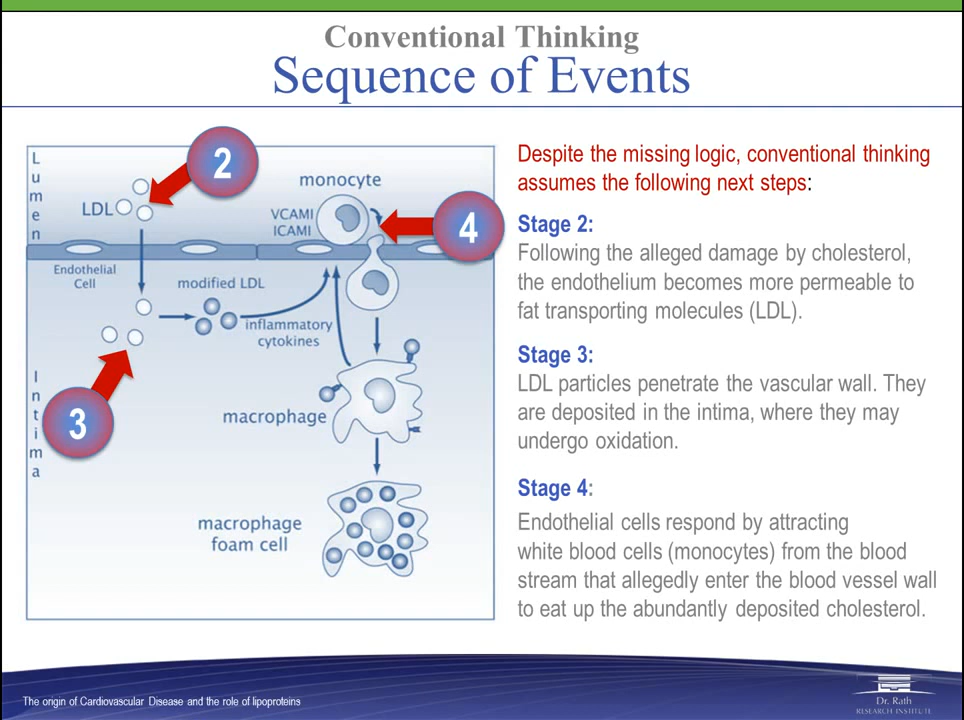 Conventional Thinking
Sequence of Events
L
u
m
e
n
2
LDL
monocyte
VCAMI
ICAMI
4
Endothelial
Cell
modified LDL
inflammatory
cytokines
I
n
t
i
m
a
3
macrophage
macrophage
foam cell
Despite the missing logic, conventional thinking
assumes the following next steps:
Stage 2:
Following the alleged damage by cholesterol,
the endothelium becomes more permeable to
fat transporting molecules (LDL).
Stage 3:
LDL particles penetrate the vascular wall. They
are deposited in the intima, where they may
undergo oxidation.
Stage 4:
Endothelial cells respond by attracting
white blood cells (monocytes) from the blood
stream that allegedly enter the blood vessel wall
to eat up the abundantly deposited cholesterol.
The origin of Cardiovascular Disease and the role of lipoproteins
Dr. Rath
RESEARCH INSTITUTE